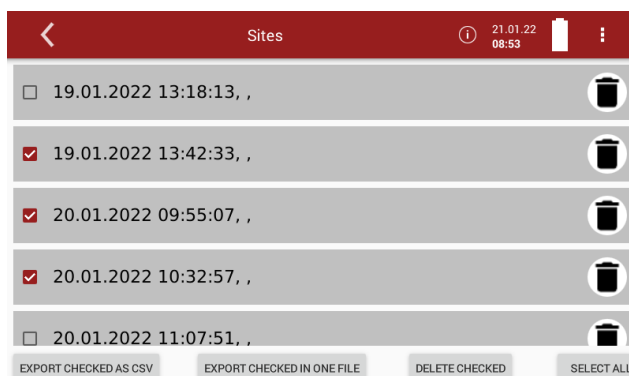 Sites
21.01.22
08:53
19.01.2022 13:18:13, ,
19.01.2022 13:42:33, ,
20.01.2022 09:55:07, ,
20.01.2022 10:32:57, ,
20.01.2022 11:07:51, ,
EXPORT CHECKED AS CSV EXPORT CHECKED IN ONE FILE DELETE CHECKED SELECT ALL